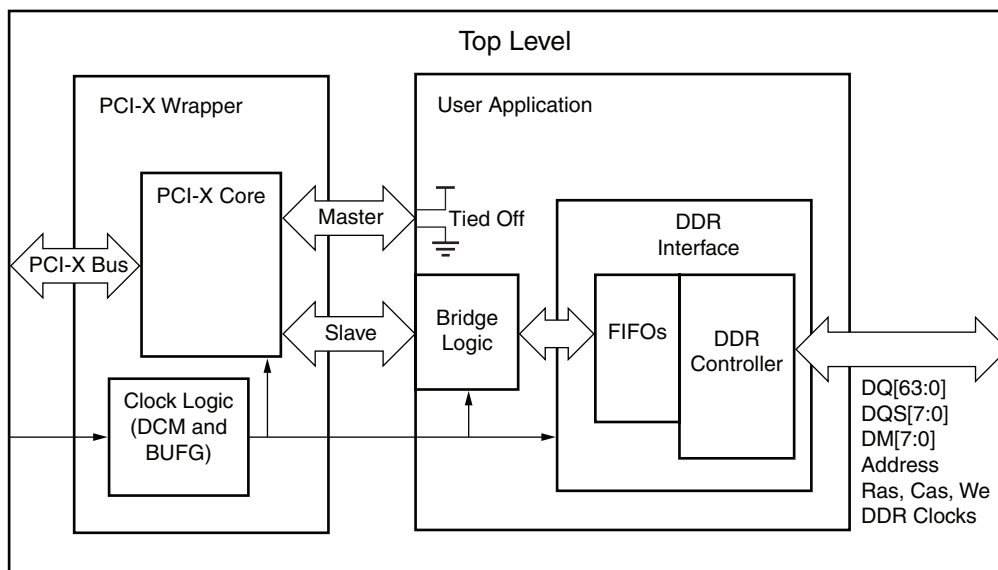 Top Level
PCI-X Wrapper
User Application
PCI-X Core
Master
Tied Off
DDR
Interface
PCI-X Bus
Slave
Bridge
Logic
FIFOs
DDR
Controller
Clock Logic
(DCM and
BUFG)
DQ[63:0]
DQS[7:0]
DM[7:0]
Address
Ras, Cas, We
DDR Clocks